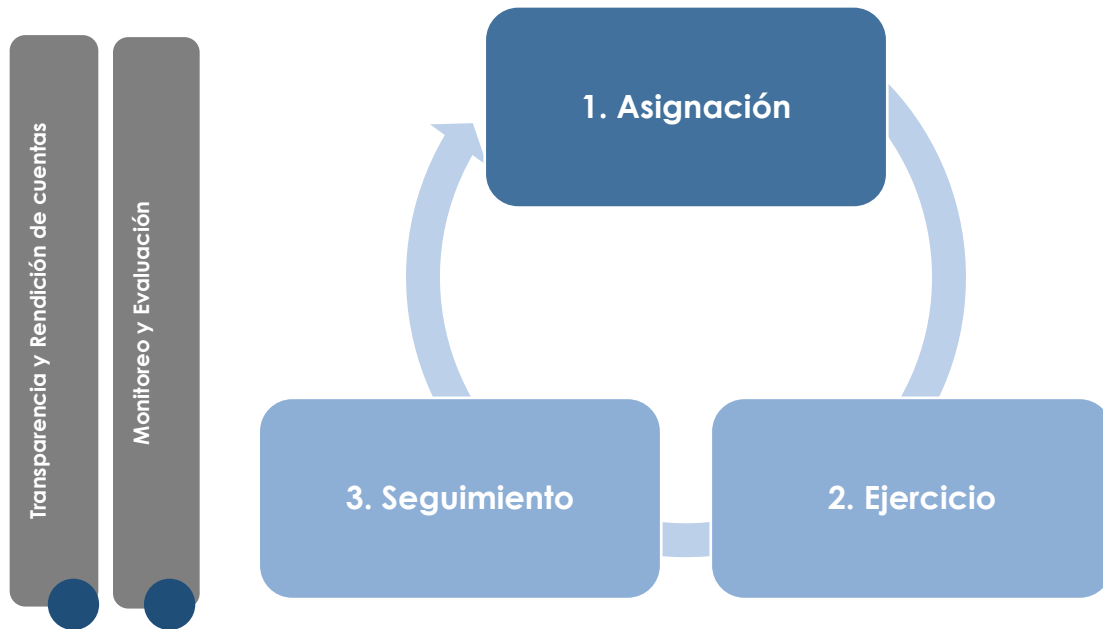 Transparencia y Rendición de cuentas
Monitoreo y Evaluación
1. Asignación
3. Seguimiento
2. Ejercicio